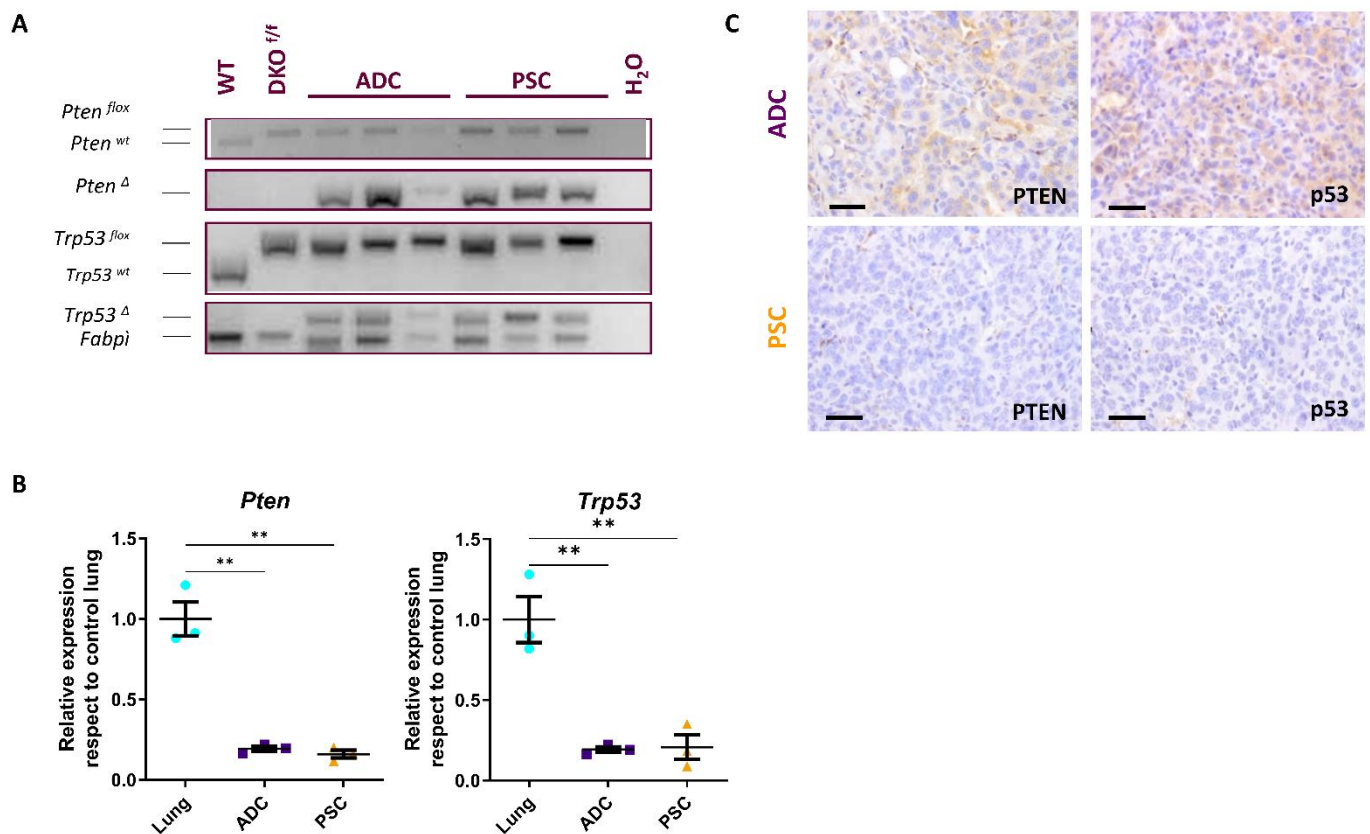 A
WT
DKO f/f
ADC
PSC
H2O
Pten flox
Pten wt
Pten Δ
Trp53 flox
Trp53 wt
Trp53 Δ
Fabpì
C
ADC
PTEN
p53
PSC
PTEN
p53
B
Pten
Relative expression
respect to control lung
1.5
1.0
0.5
0.0
**
**
Lung
ADC
PSC
Trp53
Relative expression
respect to control lung
1.5
1.0
0.5
0.0
**
**
Lung
ADC
PSC